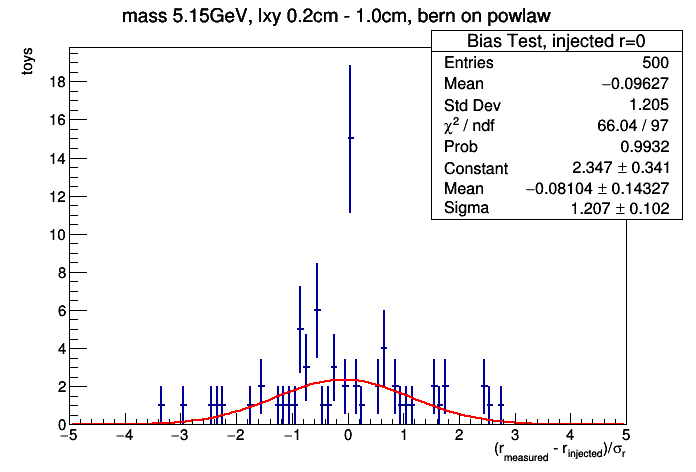 mass 5.15GeV, lxy 0.2cm - 1.0cm, bern on powlaw
Bias Test, injected r=0
Entries 500
Mean −0.09627
Std Dev 1.205
χ² / ndf 66.04 / 97
Prob 0.9932
Constant 2.347 ± 0.341
Mean −0.08104 ± 0.14327
Sigma 1.207 ± 0.102
toys
18
16
14
12
10
8
6
4
2
0
−5 −4 −3 −2 −1 0 1 2 3 4 5
(r_measured - r_injected)/σ_r